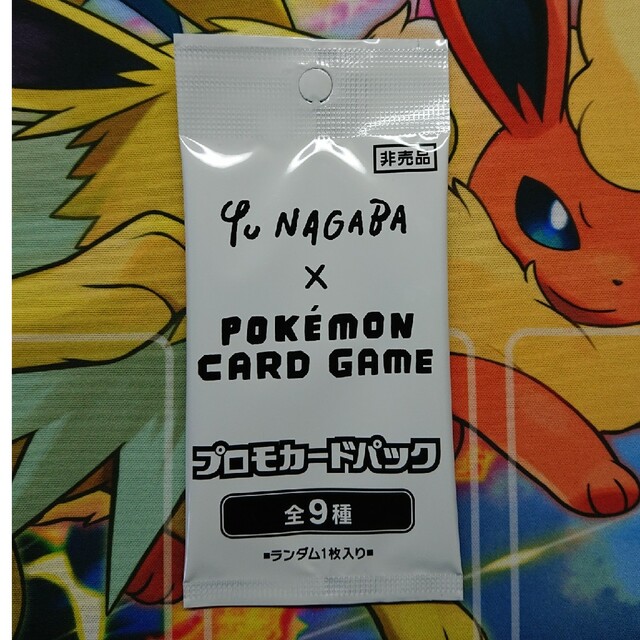 非売品
Yu NAGABA
×
POKÉMON
CARD GAME
プロモカードパック
全9種
■ランダム1枚入り■